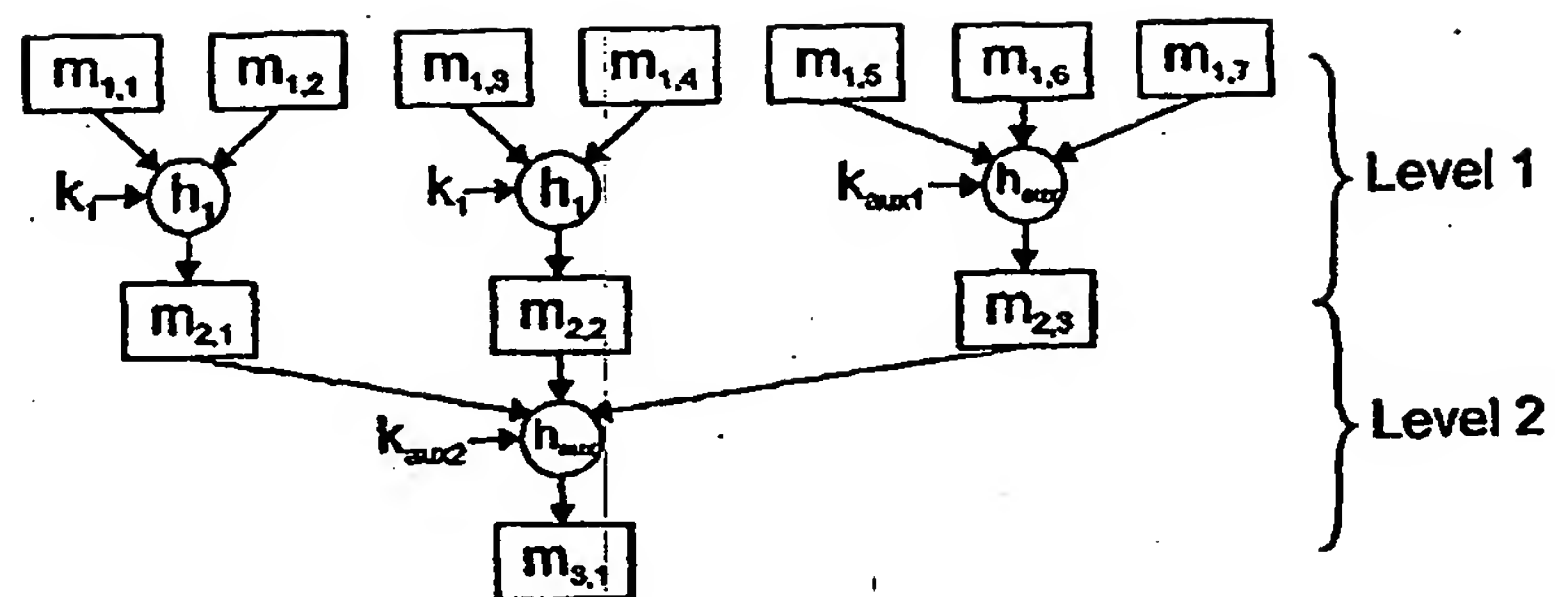 m1,1 m1,2 m1,3 m1,4 m1,5 m1,6 m1,7
k1 h1 k1 h1 kaux1 haux Level 1
m2,1 m2,2 m2,3
kaux2 haux Level 2
m3,1